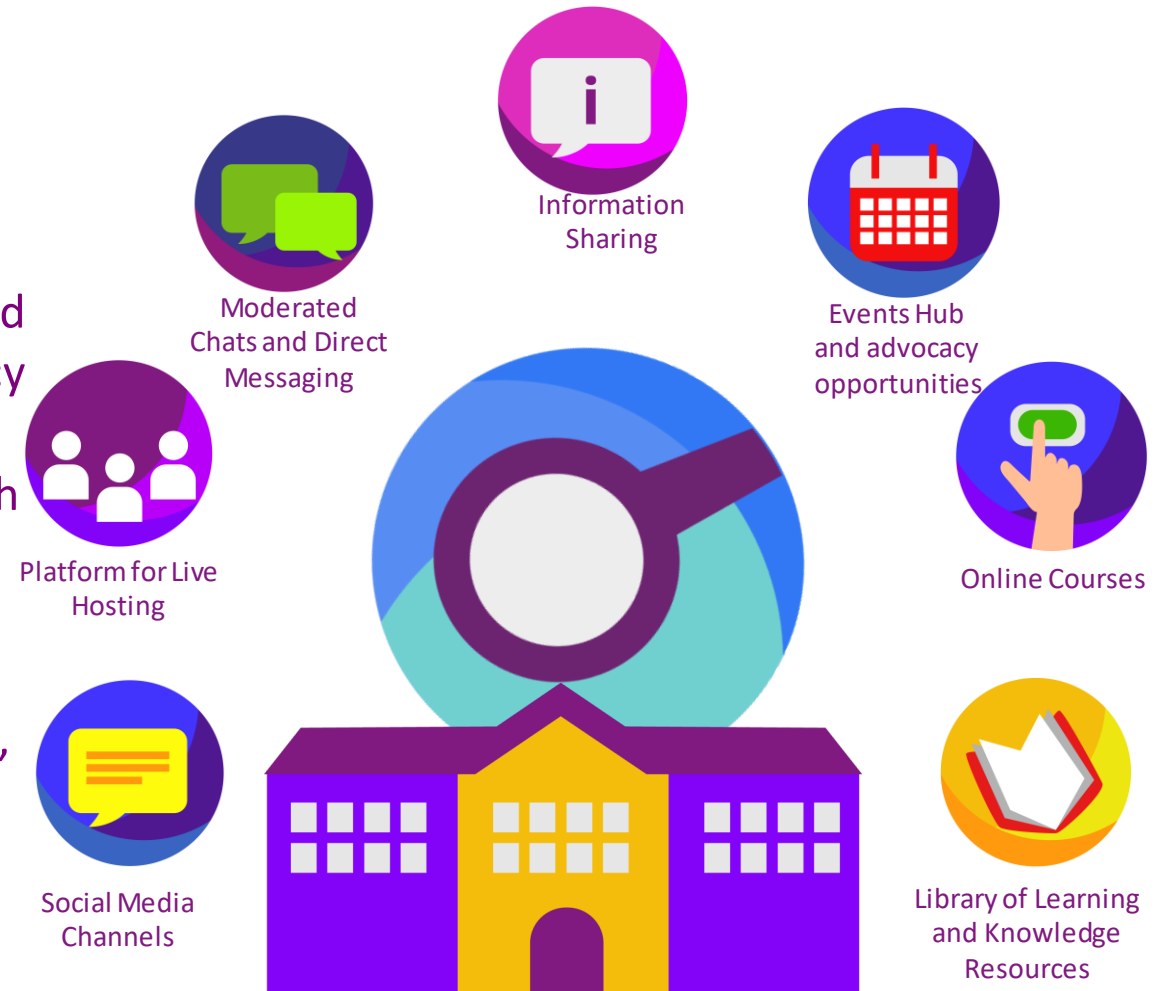 i
Information
Sharing
Moderated
Chats and Direct
Messaging
Events Hub
and advocacy
opportunities
Platform for Live
Hosting
Online Courses
Social Media
Channels
Library of Learning
and Knowledge
Resources